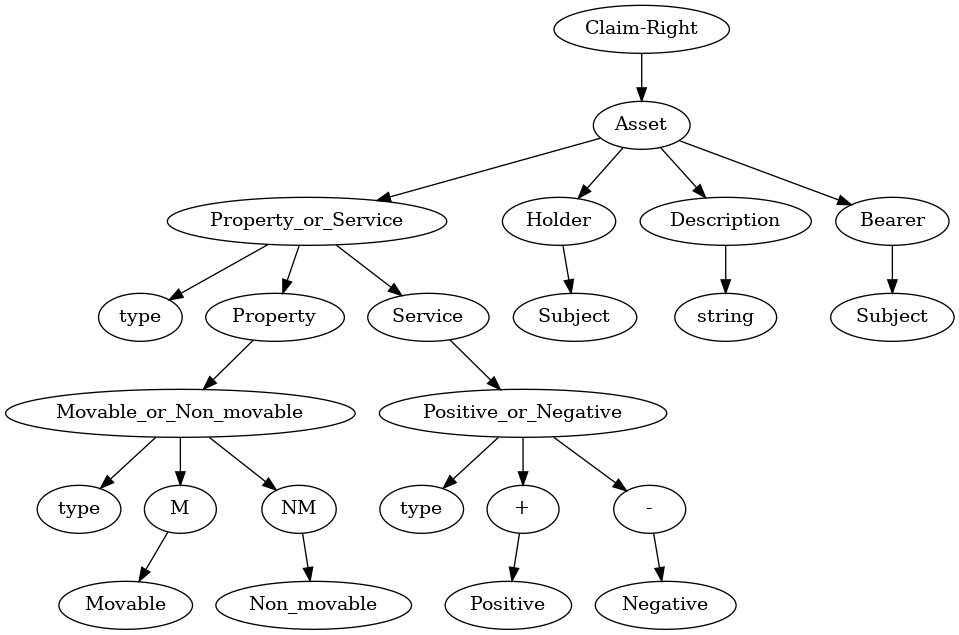 Claim-Right
Asset
Property_or_Service
Holder
Description
Bearer
type
Property
Service
Subject
string
Subject
Movable_or_Non_movable
Positive_or_Negative
type
M
NM
type
+
-
Movable
Non_movable
Positive
Negative